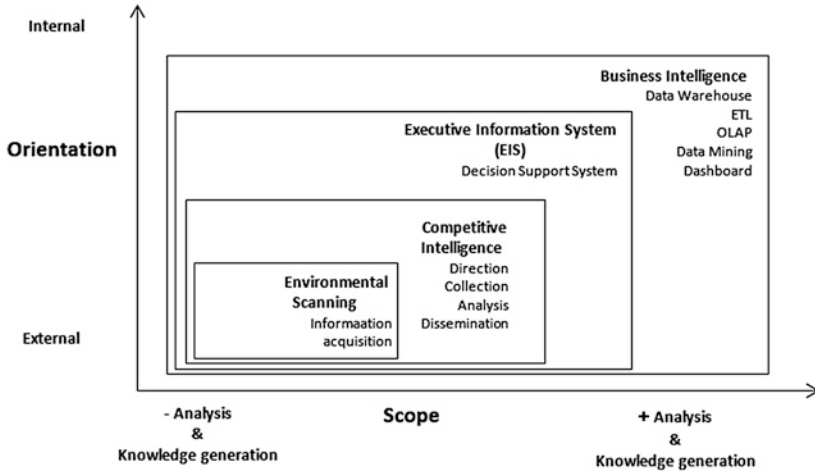 Internal
Orientation
External
Business Intelligence
Data Warehouse
ETL
OLAP
Data Mining
Dashboard
Executive Information System
(EIS)
Decision Support System
Competitive
Intelligence
Direction
Collection
Analysis
Dissemination
Environmental
Scanning
Informaation
acquisition
- Analysis
&
Knowledge generation
Scope
+ Analysis
&
Knowledge generation